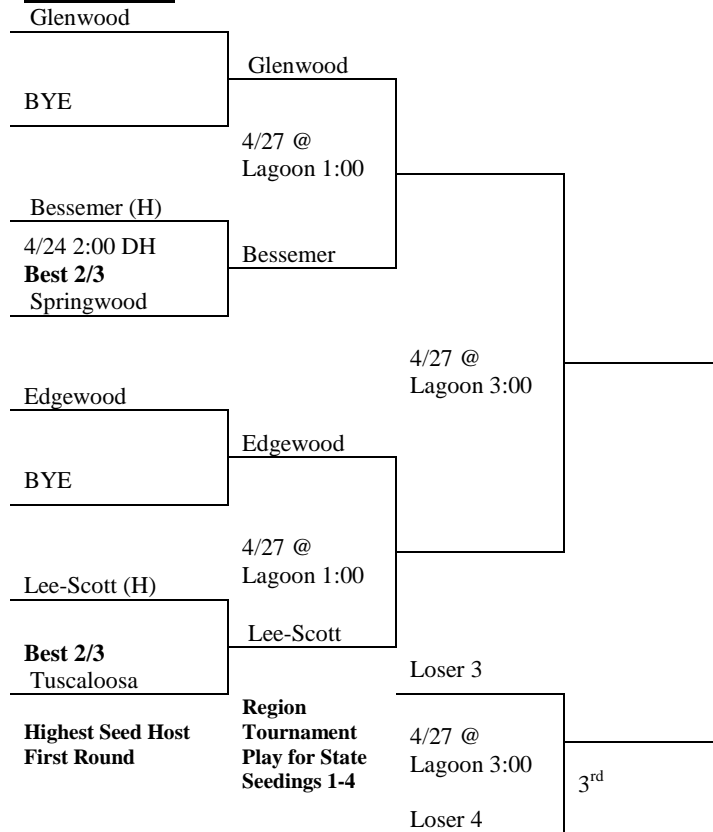 Glenwood
BYE
Glenwood
4/27 @
Lagoon 1:00
Bessemer (H)
4/24 2:00 DH
Best 2/3
Springwood
Bessemer
4/27 @
Lagoon 3:00
Edgewood
BYE
Edgewood
4/27 @
Lagoon 1:00
Lee-Scott (H)
Best 2/3
Tuscaloosa
Lee-Scott
Highest Seed Host
First Round
Region
Tournament
Play for State
Seedings 1-4
Loser 3
4/27 @
Lagoon 3:00
Loser 4
3rd